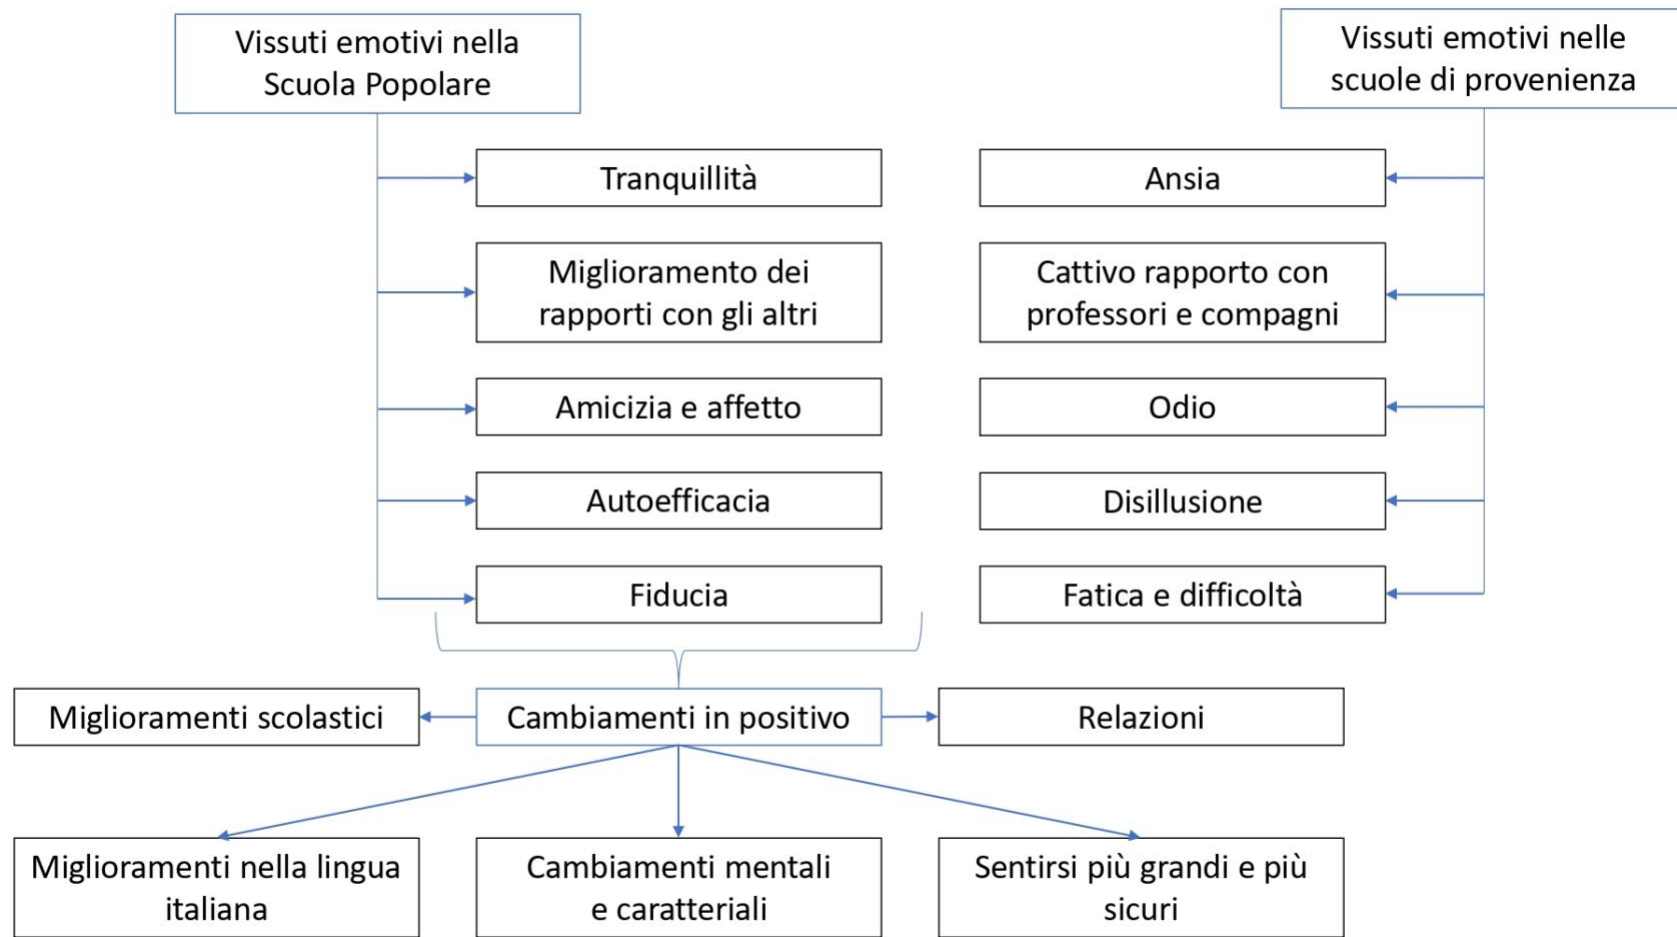 Vissuti emotivi nella
Scuola Popolare
Vissuti emotivi nelle
scuole di provenienza
Tranquillità
Ansia
Miglioramento dei
rapporti con gli altri
Cattivo rapporto con
professori e compagni
Amicizia e affetto
Odio
Autoefficacia
Disillusione
Fiducia
Fatica e difficoltà
Miglioramenti scolastici
Cambiamenti in positivo
Relazioni
Miglioramenti nella lingua
italiana
Cambiamenti mentali
e caratteriali
Sentirsi più grandi e più
sicuri